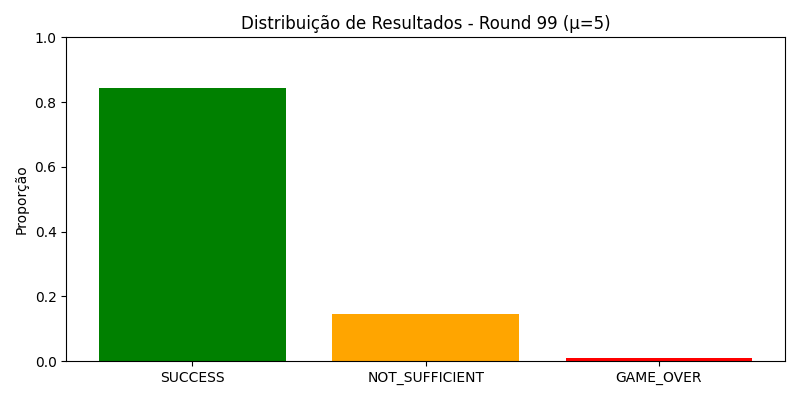 Distribuição de Resultados - Round 99 (μ=5)
1.0
0.8
0.6
0.4
0.2
0.0
Proporção
SUCCESS
NOT_SUFFICIENT
GAME_OVER